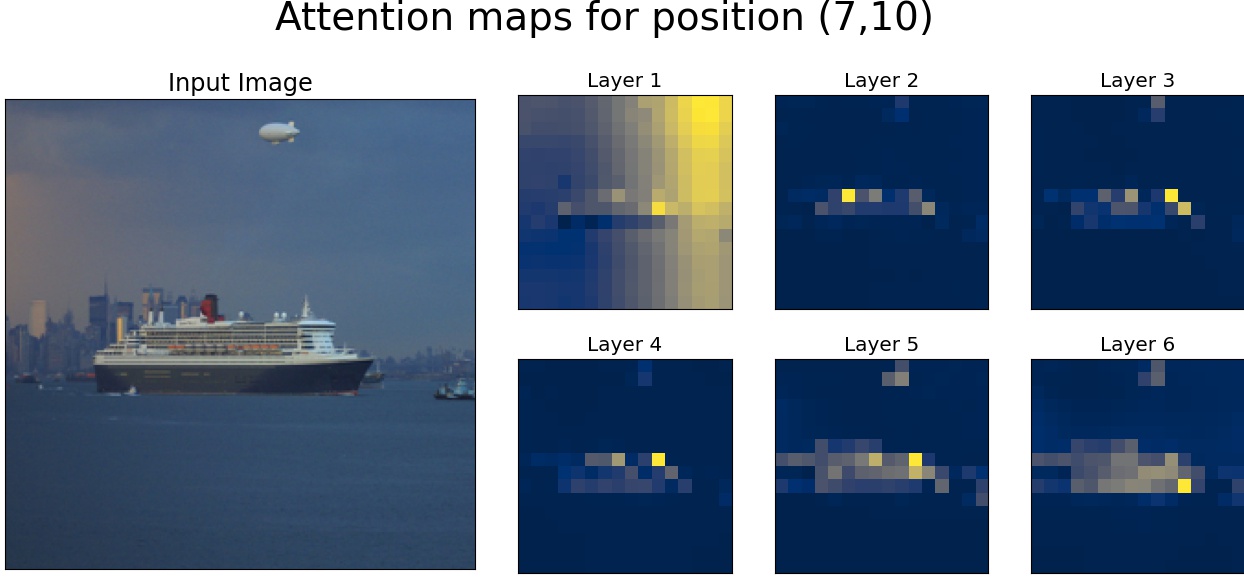 Attention maps for position (7,10)
Input Image
Layer 1
Layer 2
Layer 3
Layer 4
Layer 5
Layer 6